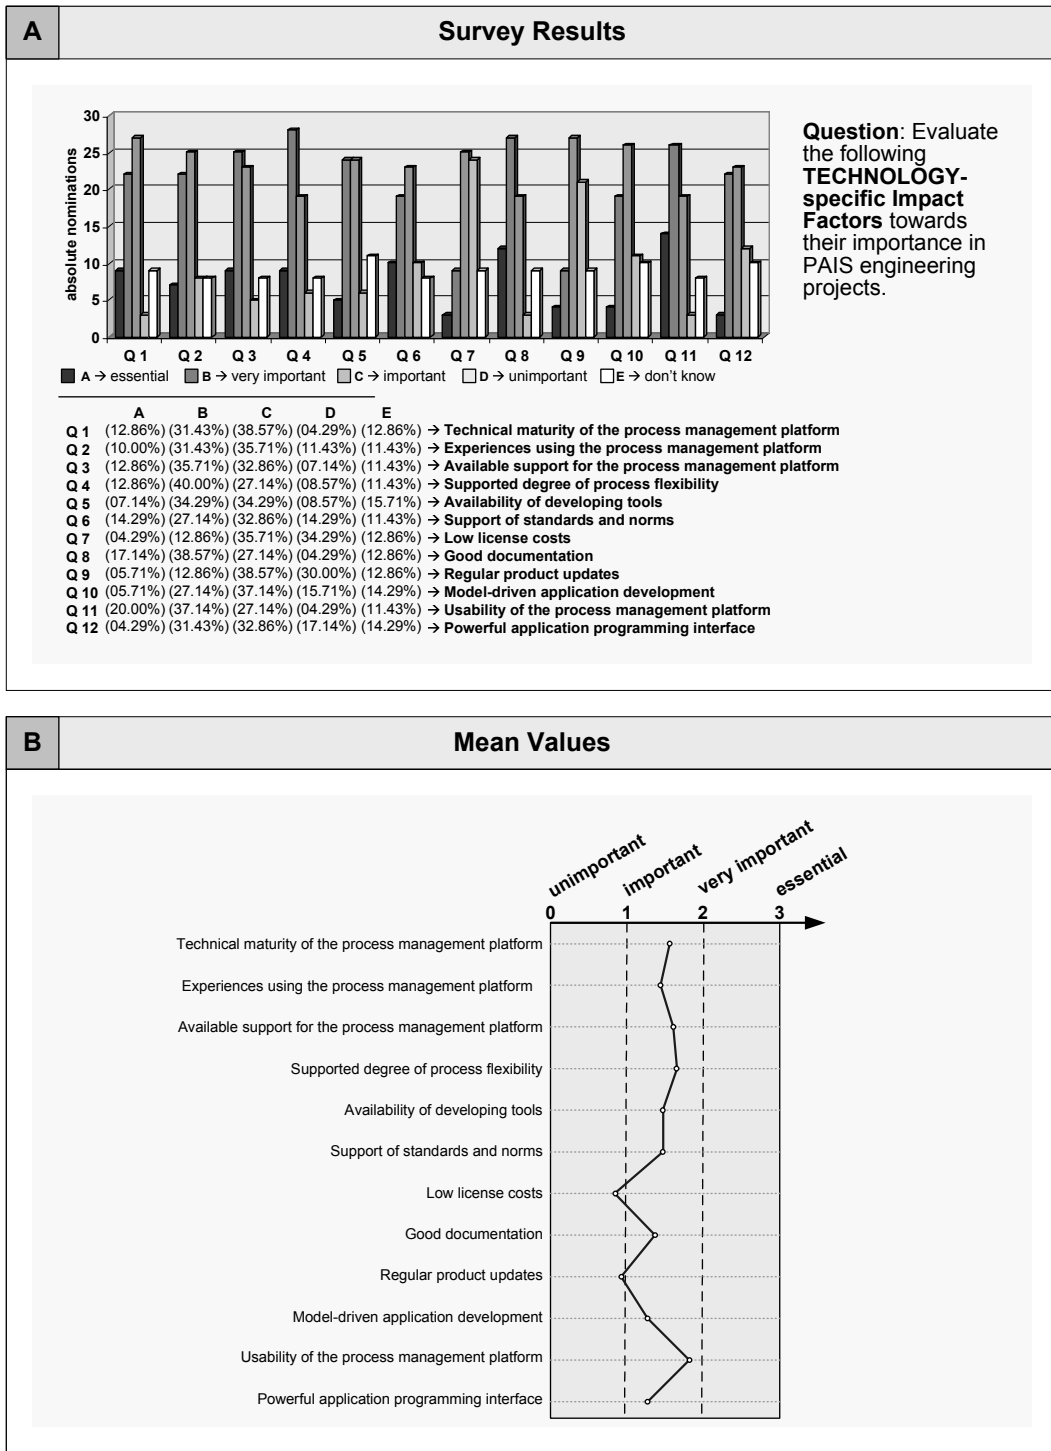 A
Survey Results
30
25
20
15
10
5
0
absolute nominations
Q 1 Q 2 Q 3 Q 4 Q 5 Q 6 Q 7 Q 8 Q 9 Q 10 Q 11 Q 12
A → essential B → very important C → important D → unimportant E → don't know
Question: Evaluate
the following
TECHNOLOGY-
specific Impact
Factors towards
their importance in
PAIS engineering
projects.
A B C D E
Q 1 (12.86%) (31.43%) (38.57%) (04.29%) (12.86%) → Technical maturity of the process management platform
Q 2 (10.00%) (31.43%) (35.71%) (11.43%) (11.43%) → Experiences using the process management platform
Q 3 (12.86%) (35.71%) (32.86%) (07.14%) (11.43%) → Available support for the process management platform
Q 4 (12.86%) (40.00%) (27.14%) (08.57%) (11.43%) → Supported degree of process flexibility
Q 5 (07.14%) (34.29%) (34.29%) (08.57%) (15.71%) → Availability of developing tools
Q 6 (14.29%) (27.14%) (32.86%) (14.29%) (11.43%) → Support of standards and norms
Q 7 (04.29%) (12.86%) (35.71%) (34.29%) (12.86%) → Low license costs
Q 8 (17.14%) (38.57%) (27.14%) (04.29%) (12.86%) → Good documentation
Q 9 (05.71%) (12.86%) (38.57%) (30.00%) (12.86%) → Regular product updates
Q 10 (05.71%) (27.14%) (37.14%) (15.71%) (14.29%) → Model-driven application development
Q 11 (20.00%) (37.14%) (27.14%) (04.29%) (11.43%) → Usability of the process management platform
Q 12 (04.29%) (31.43%) (32.86%) (17.14%) (14.29%) → Powerful application programming interface
B
Mean Values
unimportant important very important essential
0 1 2 3
Technical maturity of the process management platform
Experiences using the process management platform
Available support for the process management platform
Supported degree of process flexibility
Availability of developing tools
Support of standards and norms
Low license costs
Good documentation
Regular product updates
Model-driven application development
Usability of the process management platform
Powerful application programming interface